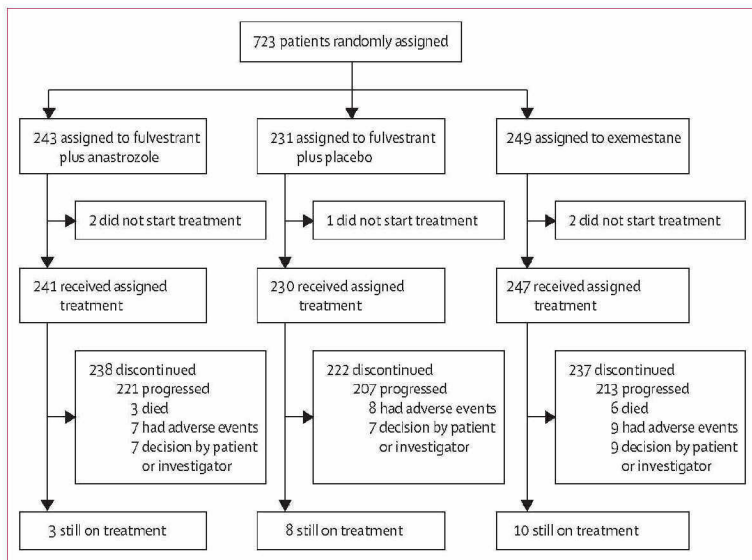 723 patients randomly assigned
243 assigned to fulvestrant
plus anastrozole
231 assigned to fulvestrant
plus placebo
249 assigned to exemestane
2 did not start treatment
1 did not start treatment
2 did not start treatment
241 received assigned
treatment
230 received assigned
treatment
247 received assigned
treatment
238 discontinued
221 progressed
3 died
7 had adverse events
7 decision by patient
or investigator
222 discontinued
207 progressed
8 had adverse events
7 decision by patient
or investigator
237 discontinued
213 progressed
6 died
9 had adverse events
9 decision by patient
or investigator
3 still on treatment
8 still on treatment
10 still on treatment